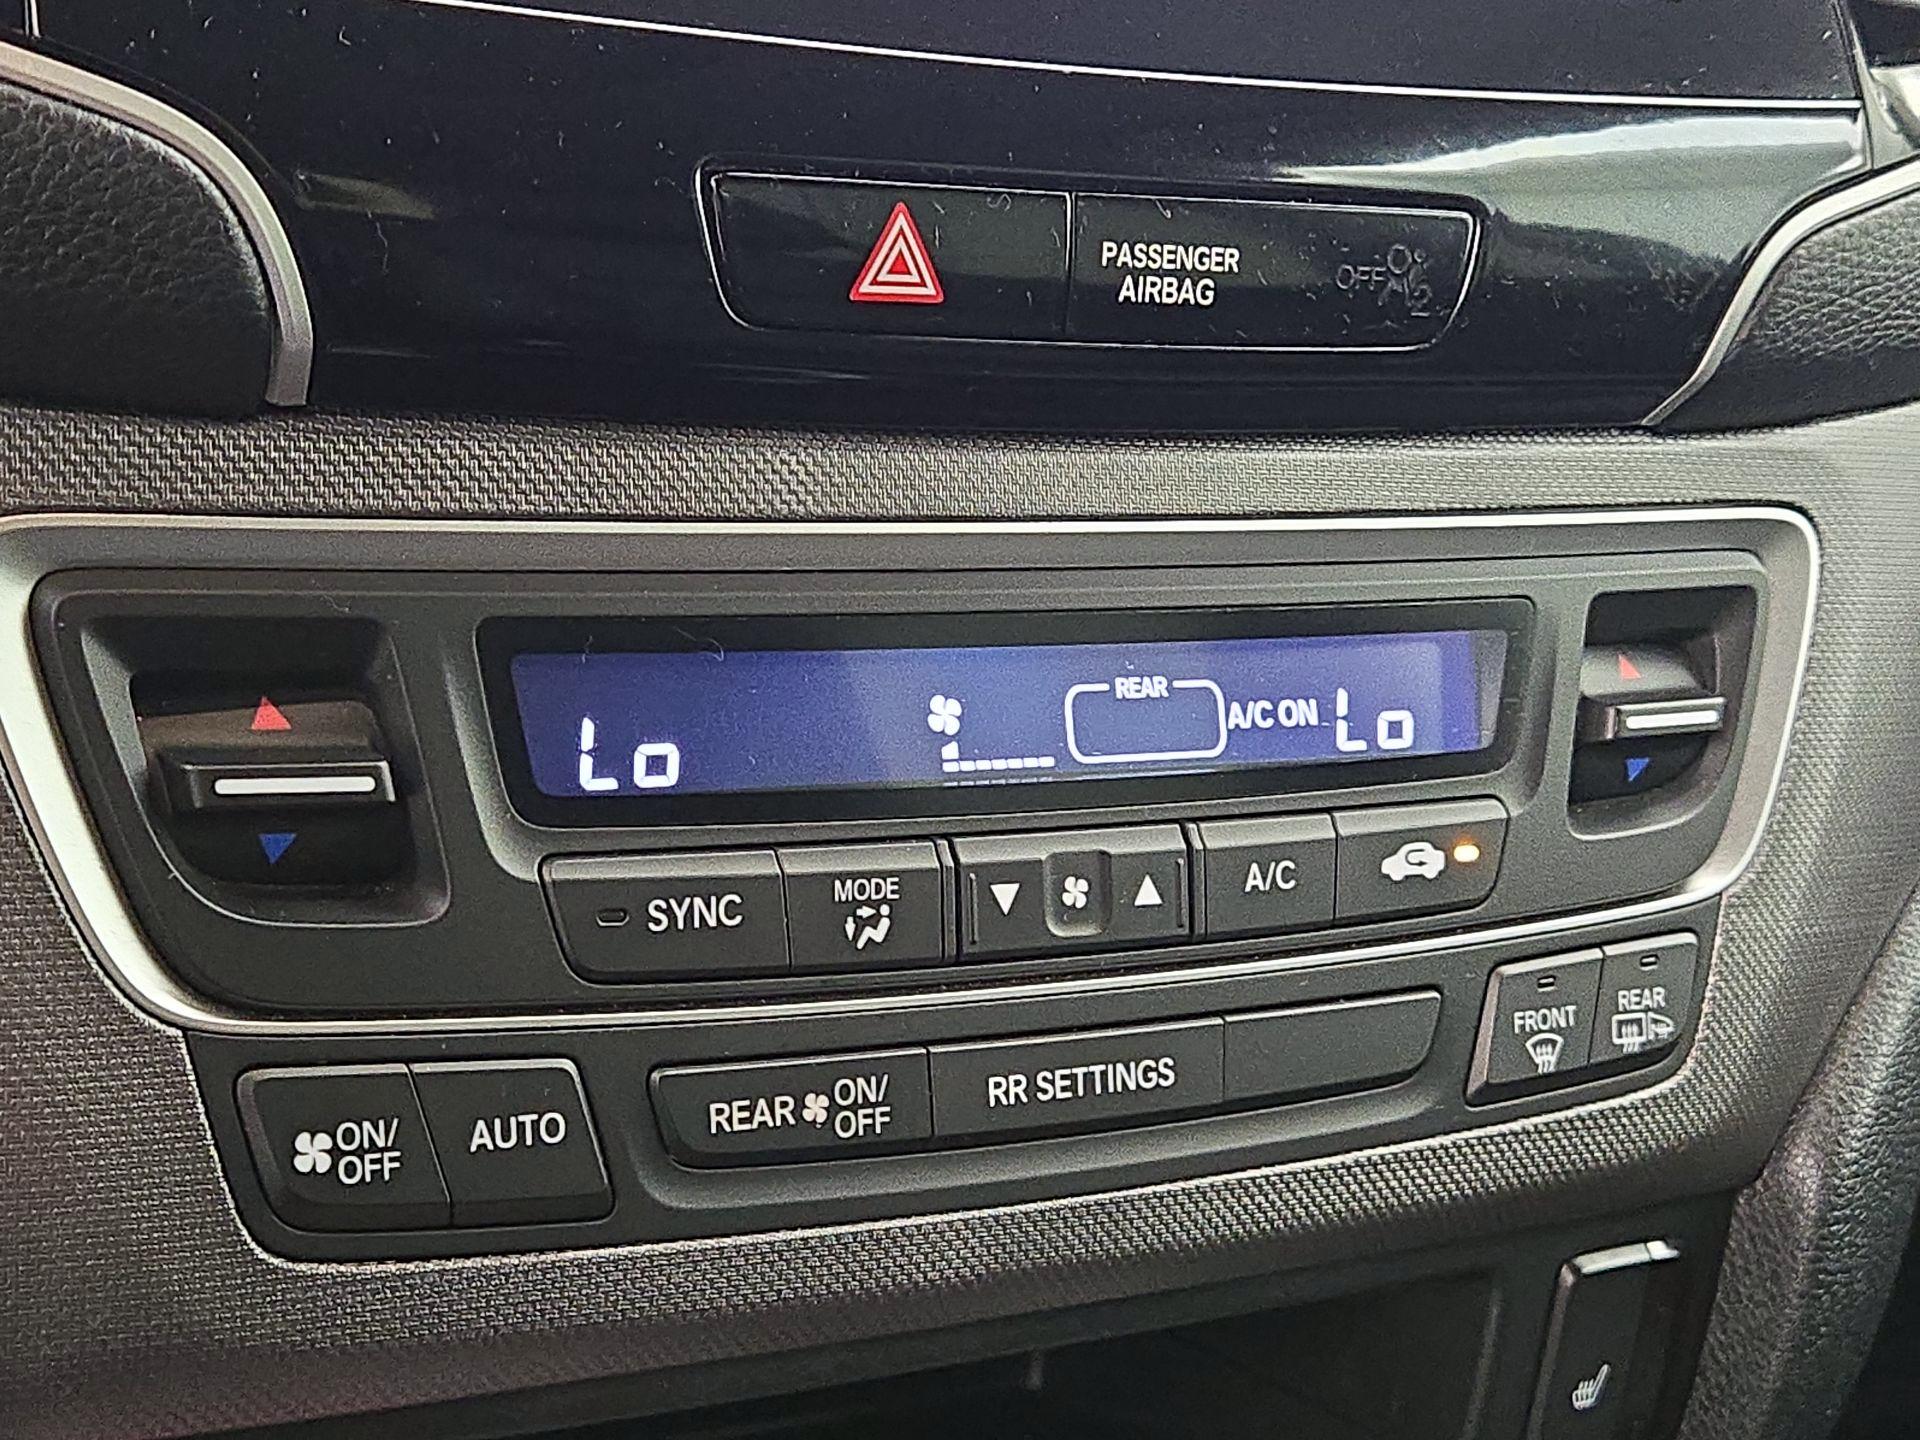 PASSENGER
AIRBAG
OFF
2
REAR
Lo
A/C ON
Lo
SYNC
MODE
A/C
ON/
OFF
AUTO
REAR
ON/
OFF
RR SETTINGS
FRONT
REAR